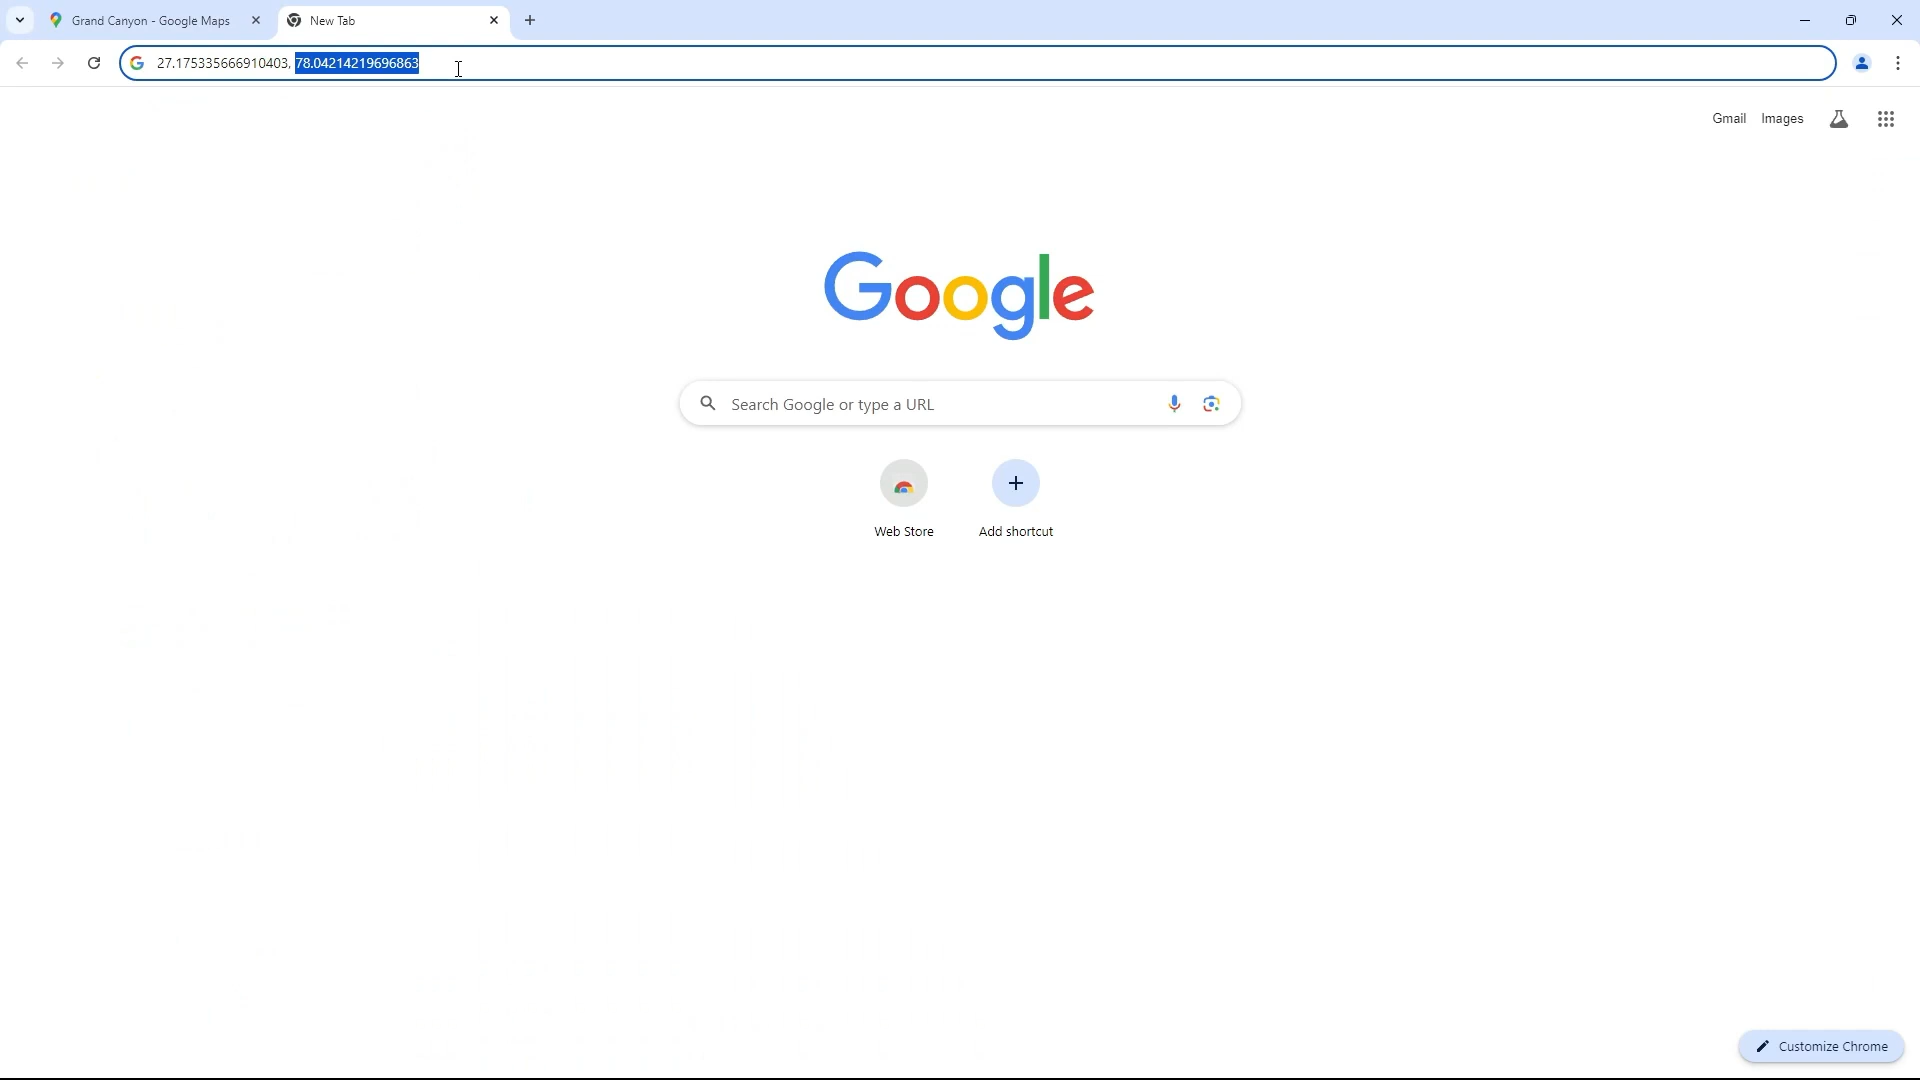 Grand Canyon - Google Maps
New Tab
27.175335666910403, 78.04214219696863
Gmail Images
Google
Search Google or type a URL
Web Store
Add shortcut
Customize Chrome